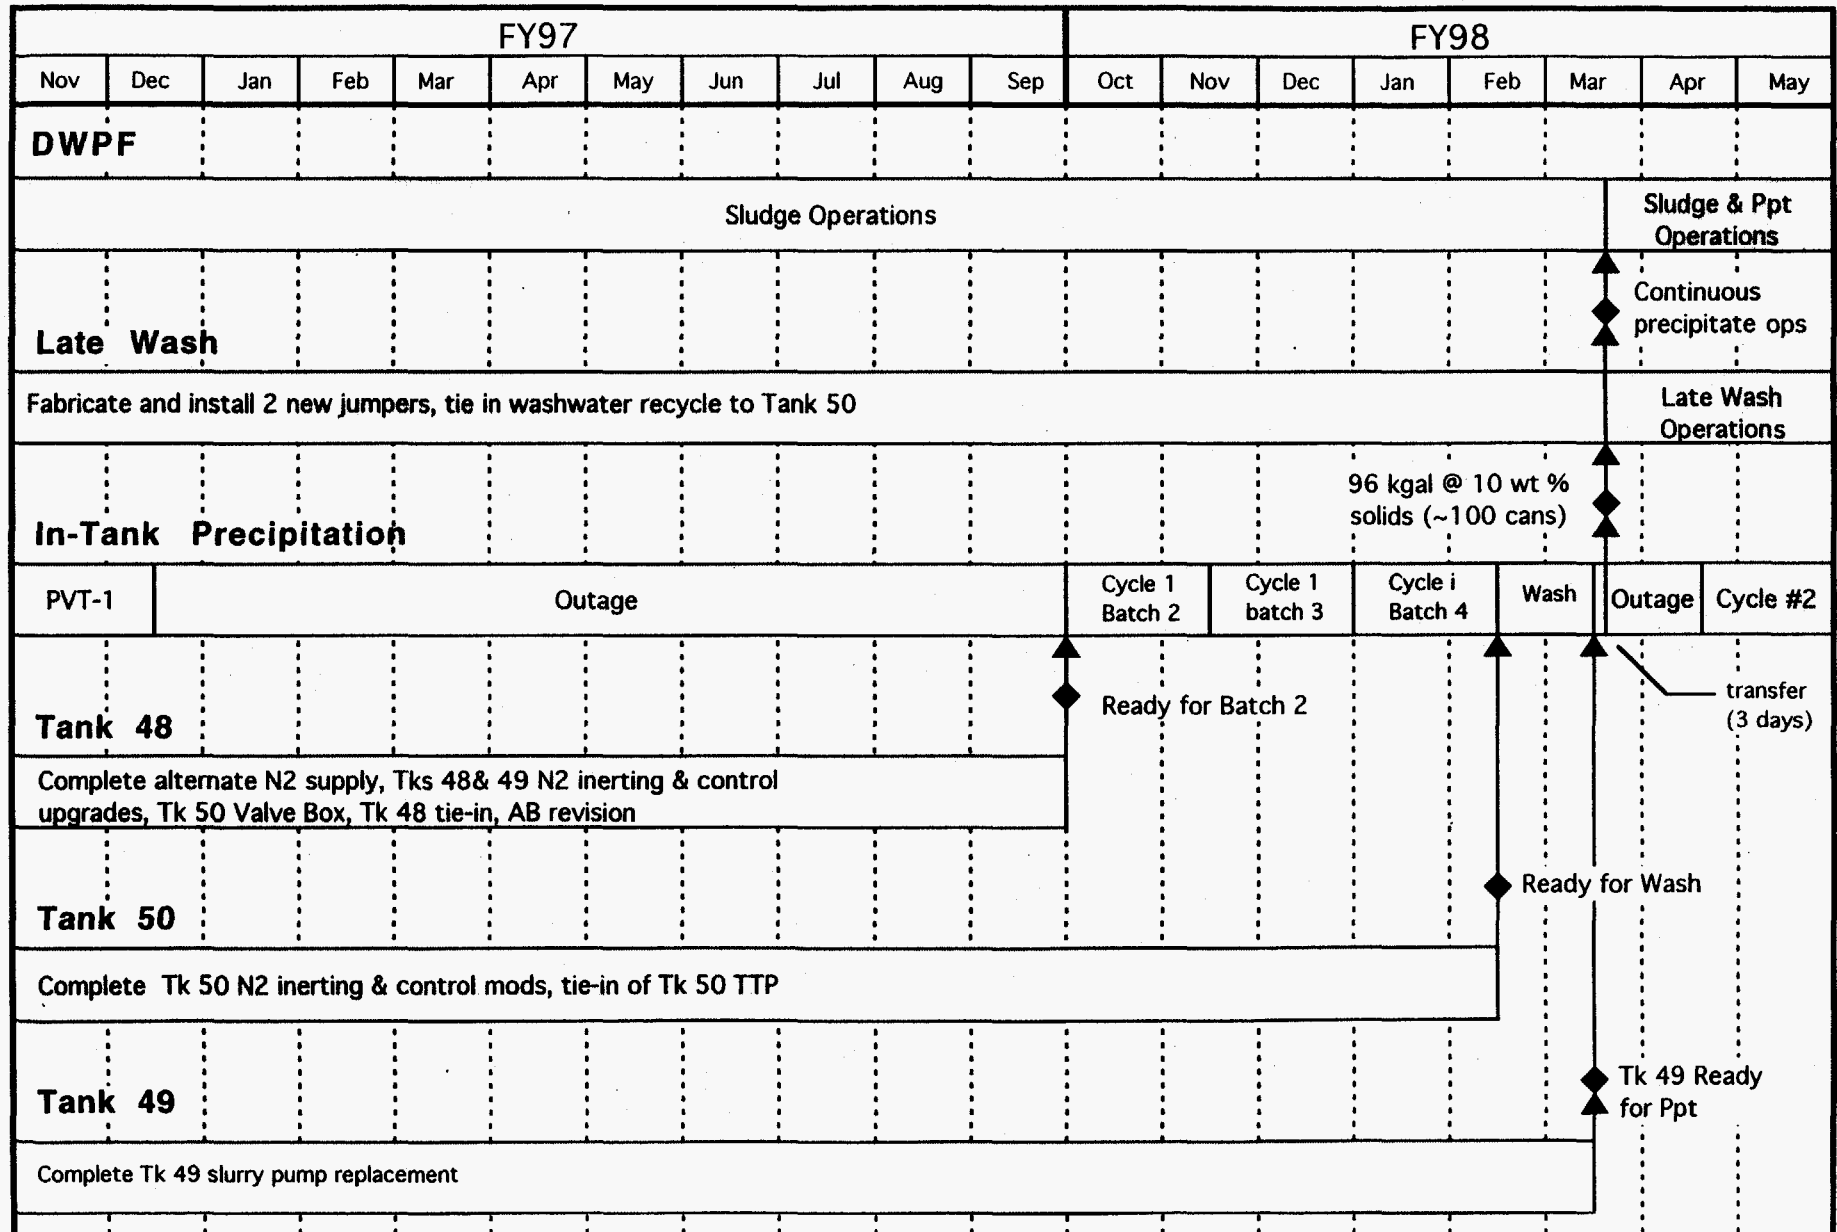 FY97 FY98
Nov Dec Jan Feb Mar Apr May Jun Jul Aug Sep Oct Nov Dec Jan Feb Mar Apr May
DWPF
Sludge Operations
Sludge & Ppt
Operations
Continuous
precipitate ops
Late Wash
Fabricate and install 2 new jumpers, tie in washwater recycle to Tank 50
Late Wash
Operations
96 kgal @ 10 wt %
solids (~100 cans)
In-Tank Precipitation
PVT-1
Outage
Cycle 1
Batch 2
Cycle 1
batch 3
Cycle i
Batch 4
Wash
Outage
Cycle #2
transfer
(3 days)
Ready for Batch 2
Tank 48
Complete alternate N2 supply, Tks 48& 49 N2 inerting & control
upgrades, Tk 50 Valve Box, Tk 48 tie-in, AB revision
Ready for Wash
Tank 50
Complete Tk 50 N2 inerting & control mods, tie-in of Tk 50 TTP
Tk 49 Ready
for Ppt
Tank 49
Complete Tk 49 slurry pump replacement